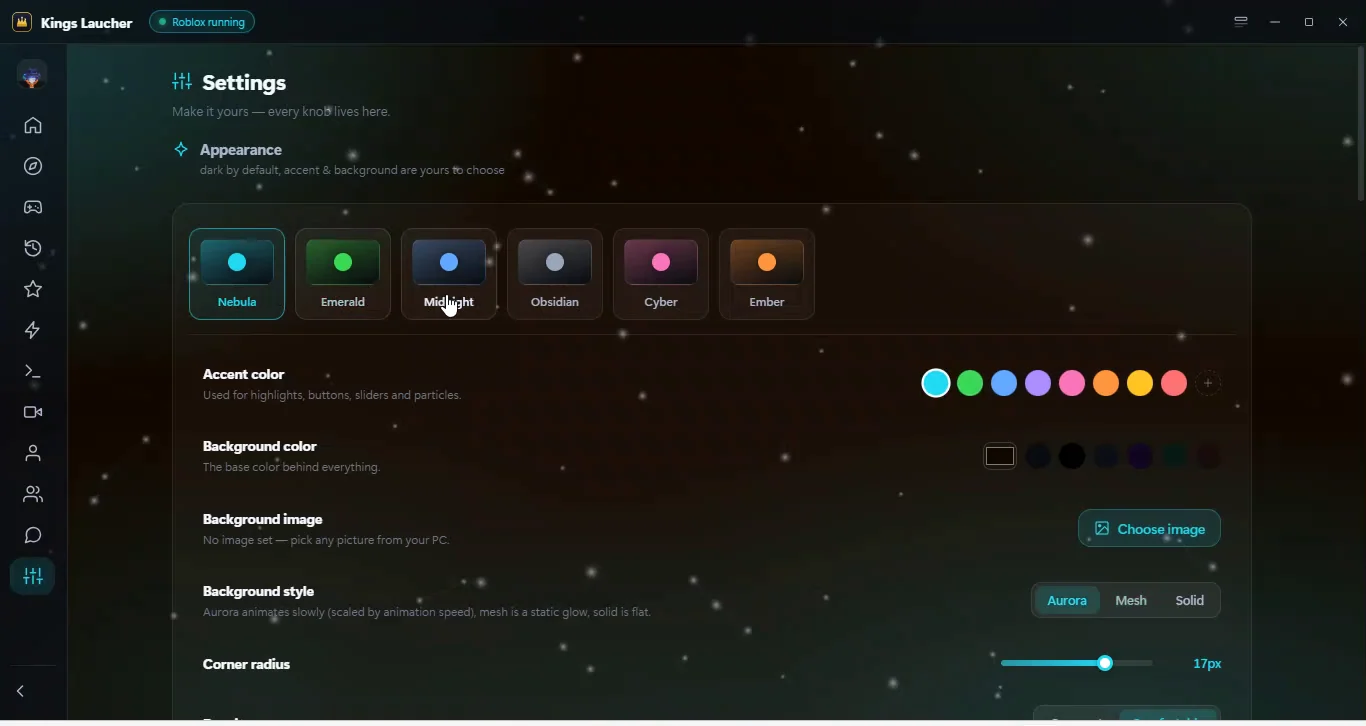 Kings Laucher
Roblox running
Settings
Make it yours — every knob lives here.
Appearance
dark by default, accent & background are yours to choose
Nebula
Emerald
Midnight
Obsidian
Cyber
Ember
Accent color
Used for highlights, buttons, sliders and particles.
Background color
The base color behind everything.
Background image
No image set — pick any picture from your PC.
Choose image
Background style
Aurora animates slowly (scaled by animation speed), mesh is a static glow, solid is flat.
Aurora
Mesh
Solid
Corner radius
17px